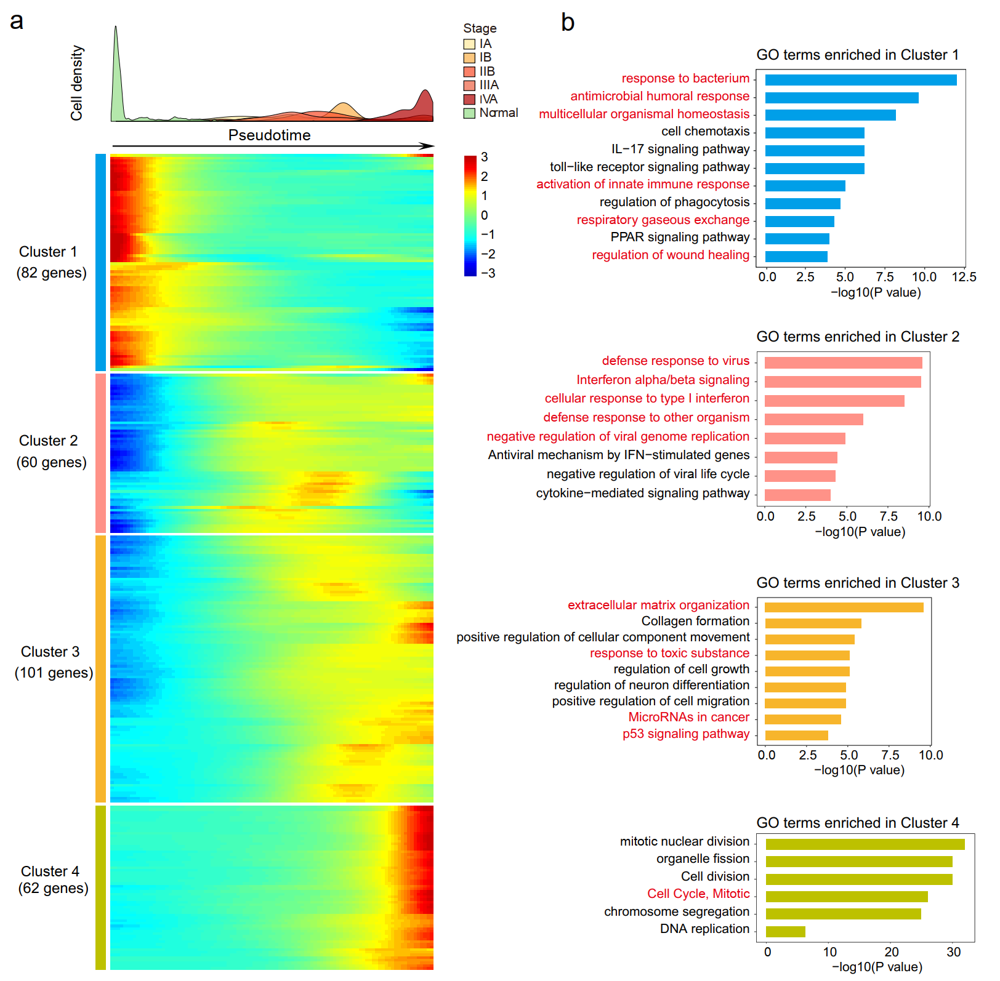 a
Cell density
Pseudotime
Stage
IA
IB
IIB
IIIA
IVA
Normal
3
2
1
0
−1
−2
−3
Cluster 1
(82 genes)
Cluster 2
(60 genes)
Cluster 3
(101 genes)
Cluster 4
(62 genes)
b
GO terms enriched in Cluster 1
response to bacterium
antimicrobial humoral response
multicellular organismal homeostasis
cell chemotaxis
IL−17 signaling pathway
toll−like receptor signaling pathway
activation of innate immune response
regulation of phagocytosis
respiratory gaseous exchange
PPAR signaling pathway
regulation of wound healing
0.0 2.5 5.0 7.5 10.0 12.5
−log10(P value)
GO terms enriched in Cluster 2
defense response to virus
Interferon alpha/beta signaling
cellular response to type I interferon
defense response to other organism
negative regulation of viral genome replication
Antiviral mechanism by IFN−stimulated genes
negative regulation of viral life cycle
cytokine−mediated signaling pathway
0.0 2.5 5.0 7.5 10.0
−log10(P value)
GO terms enriched in Cluster 3
extracellular matrix organization
Collagen formation
positive regulation of cellular component movement
response to toxic substance
regulation of cell growth
regulation of neuron differentiation
positive regulation of cell migration
MicroRNAs in cancer
p53 signaling pathway
0.0 2.5 5.0 7.5 10.0
−log10(P value)
GO terms enriched in Cluster 4
mitotic nuclear division
organelle fission
Cell division
Cell Cycle, Mitotic
chromosome segregation
DNA replication
0 10 20 30
−log10(P value)